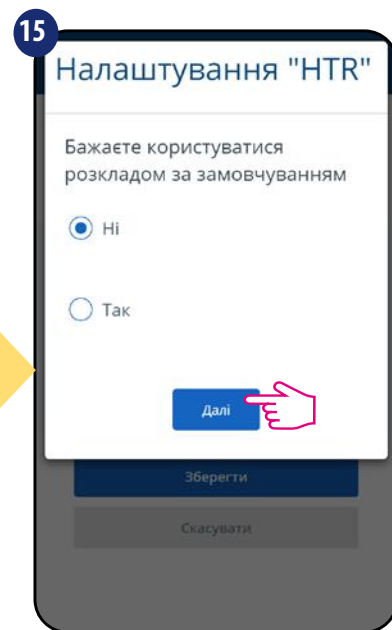 15
Налаштування "HTR"
Бажаєте користуватися
розкладом за замовчуванням
Ні
Так
Далі
Зберегти
Скасувати